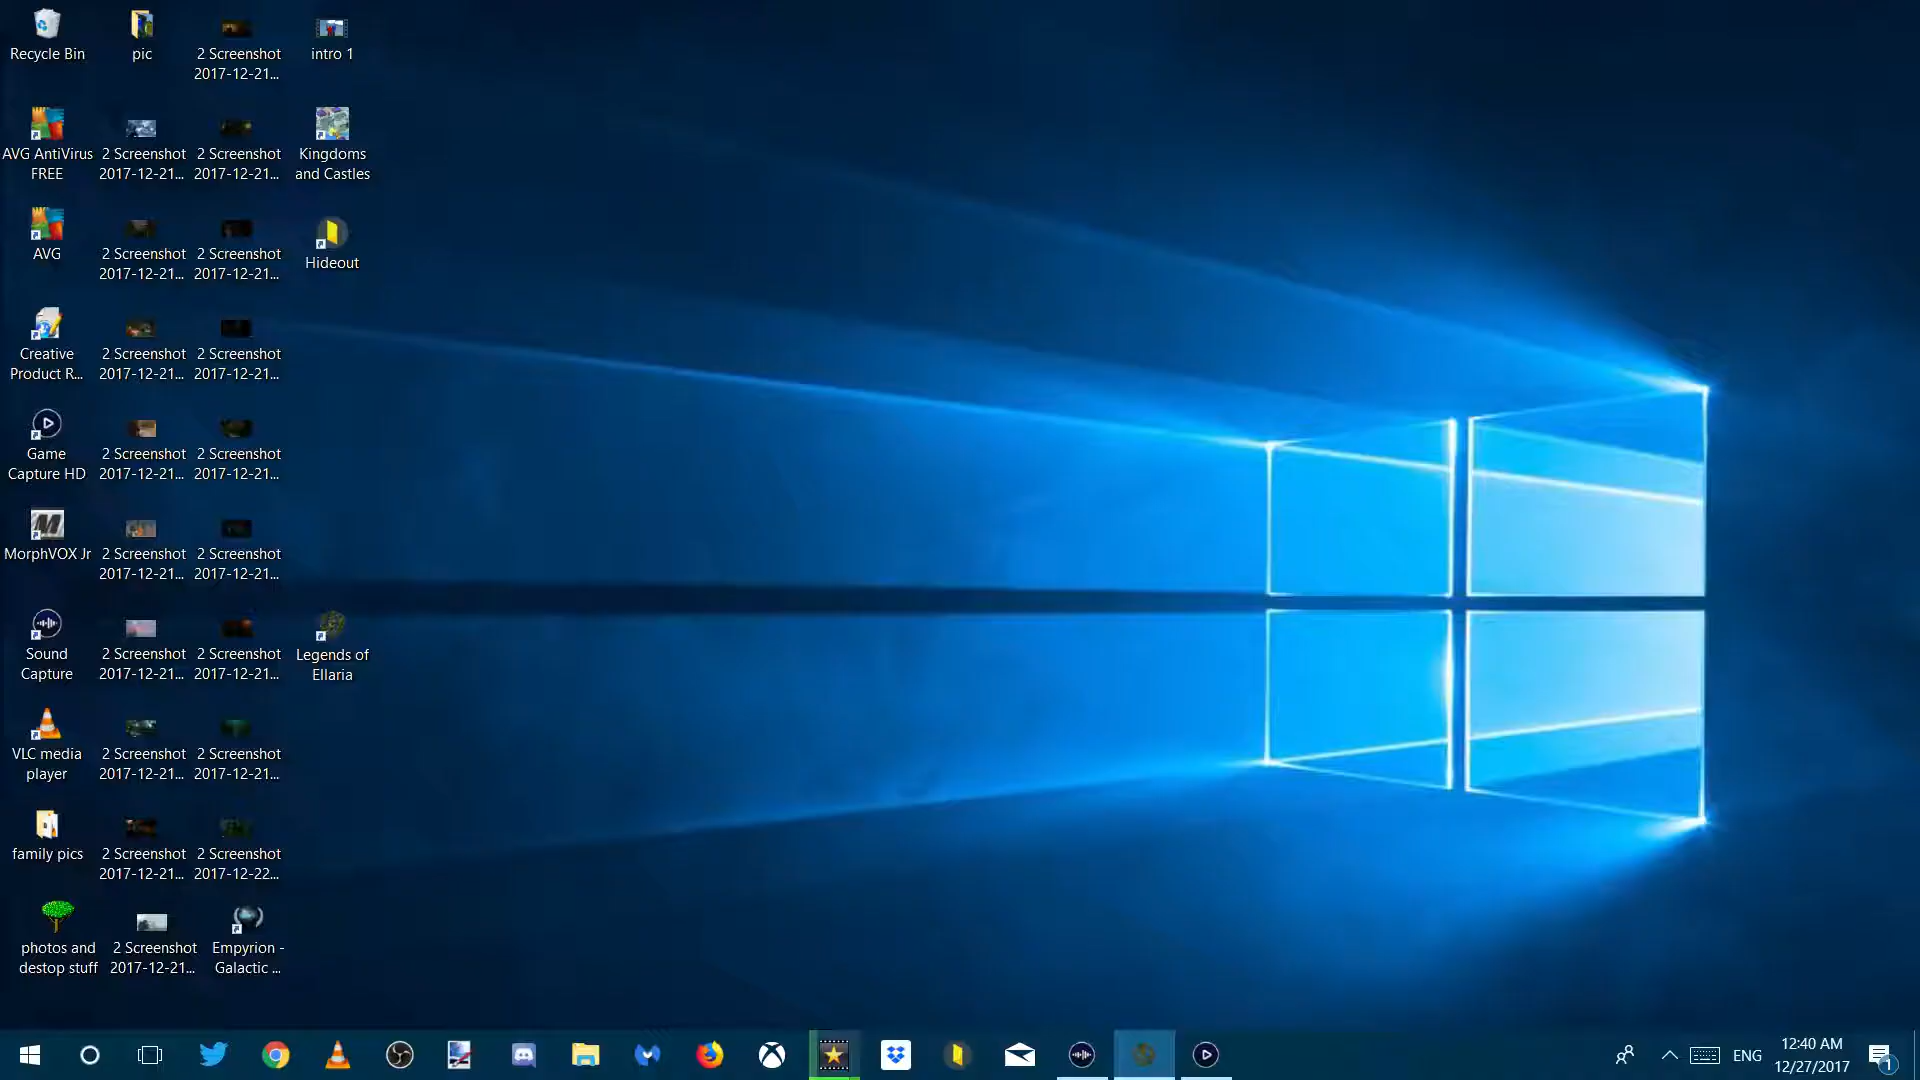 Recycle Bin
pic
2 Screenshot
2017-12-21...
intro 1
AVG AntiVirus
FREE
2 Screenshot
2017-12-21...
2 Screenshot
2017-12-21...
Kingdoms
and Castles
AVG
2 Screenshot
2017-12-21...
2 Screenshot
2017-12-21...
Hideout
Creative
Product R...
2 Screenshot
2017-12-21...
2 Screenshot
2017-12-21...
Game
Capture HD
2 Screenshot
2017-12-21...
2 Screenshot
2017-12-21...
MorphVOX Jr
2 Screenshot
2017-12-21...
2 Screenshot
2017-12-21...
Sound
Capture
2 Screenshot
2017-12-21...
2 Screenshot
2017-12-21...
Legends of
Ellaria
VLC media
player
2 Screenshot
2017-12-21...
2 Screenshot
2017-12-21...
family pics
2 Screenshot
2017-12-21...
2 Screenshot
2017-12-22...
photos and
destop stuff
2 Screenshot
2017-12-21...
Empyrion -
Galactic ...
ENG
12:40 AM
12/27/2017
1